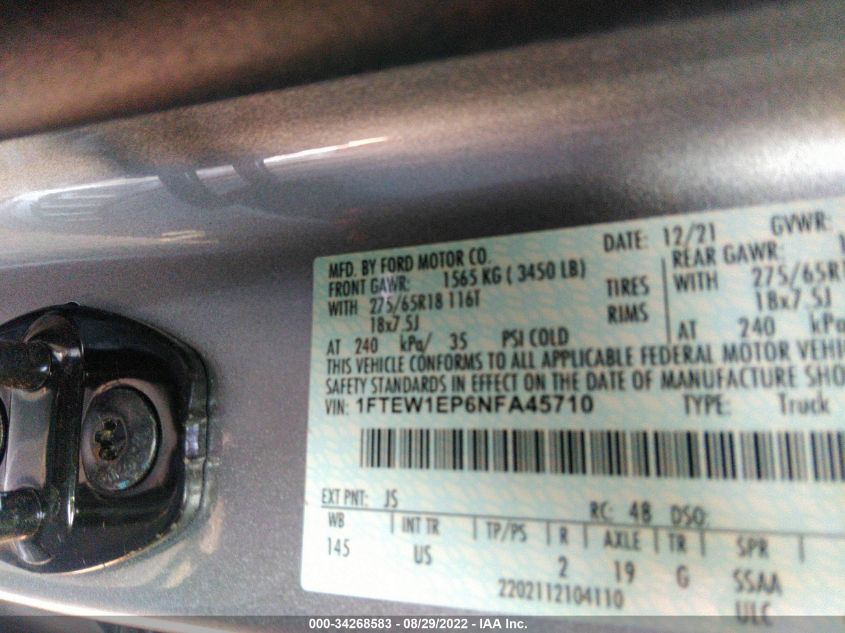 DATE: 12/21 GVWR:
MFD. BY FORD MOTOR CO.
FRONT GAWR: 1565 KG ( 3450 LB) REAR GAWR:
WITH 275/65R18 116T TIRES WITH 275/65R1
18x7 SJ RIMS 18x7 SJ
AT 240 kPa/ 35 PSI COLD AT 240 kPa
THIS VEHICLE CONFORMS TO ALL APPLICABLE FEDERAL MOTOR VEHI
SAFETY STANDARDS IN EFFECT ON THE DATE OF MANUFACTURE SHO
VIN: 1FTEW1EP6NFA45710 TYPE: Truck
EXT PNT: JS RC: 48 DSO:
WB INT TR TP/PS R AXLE TR SPR
145 US 2 19 G SSAA
2202112104110 ULC
000-34268583 / 08/29/2022 - IAA Inc.